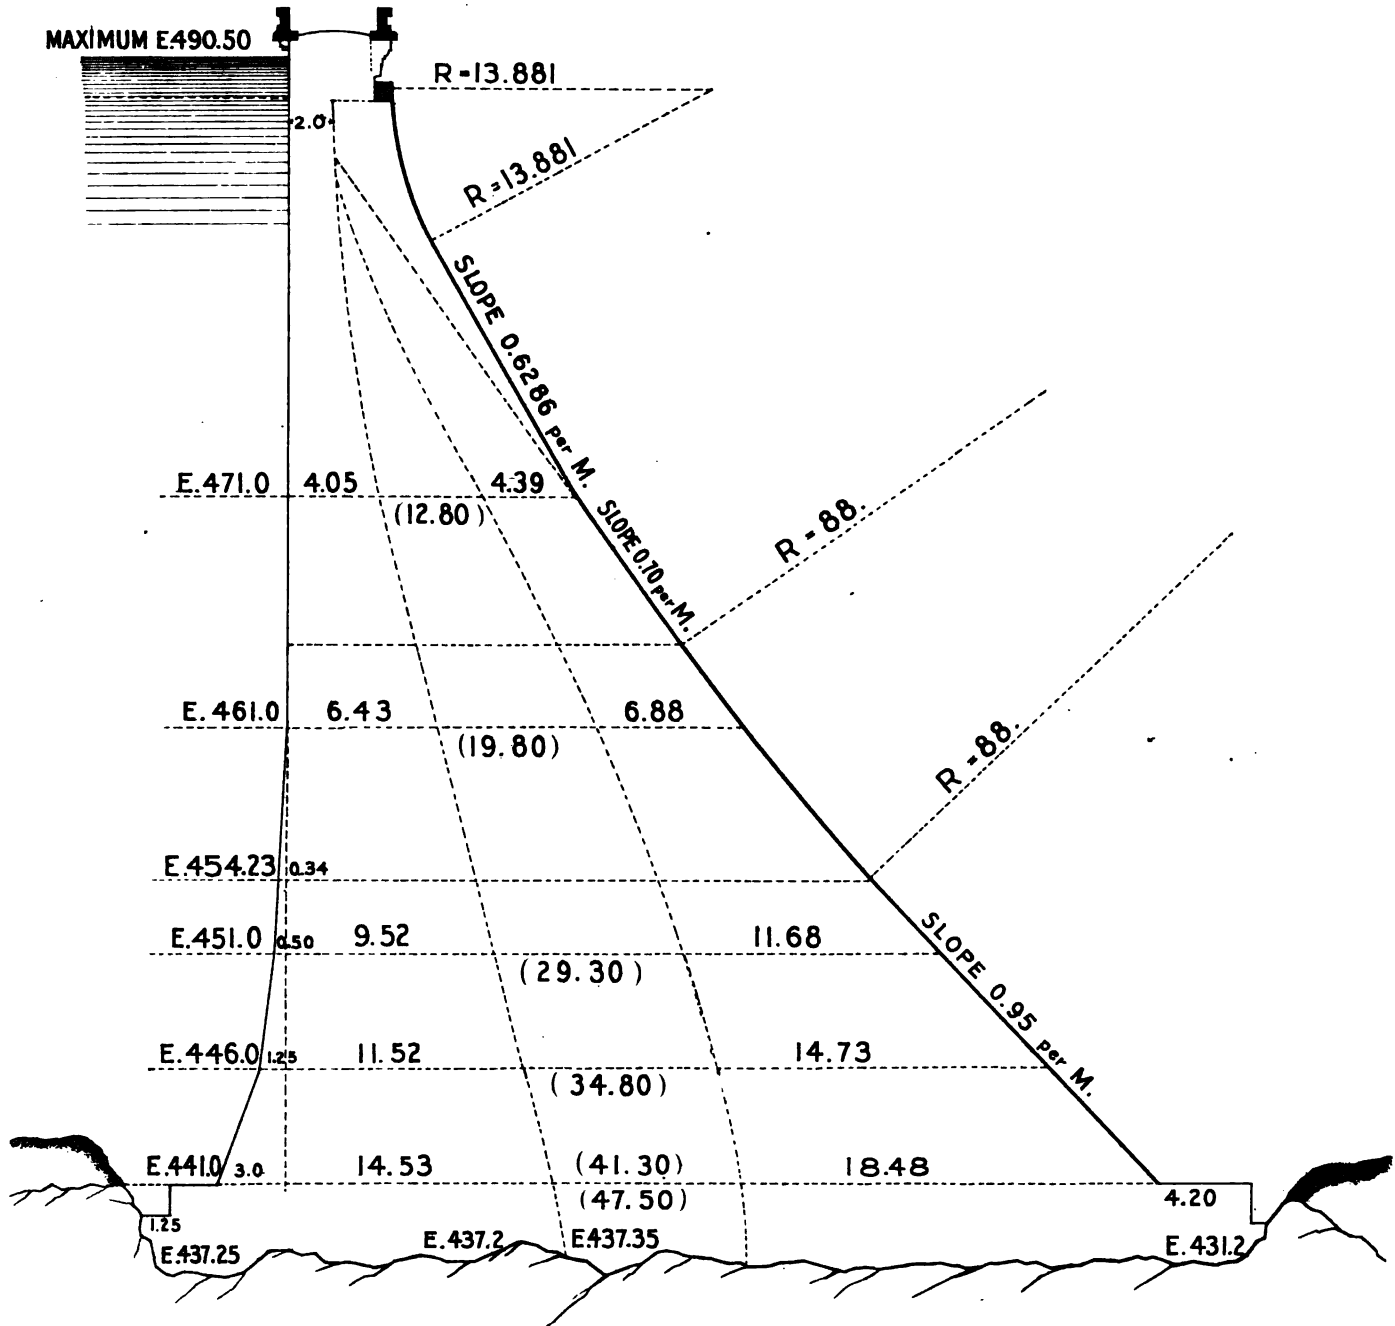 MAXIMUM E.490.50
R=13.881
2.0
R=13.881
SLOPE 0.6286 per M.
E.471.0 4.05 4.39
(12.80)
SLOPE 0.70 per M.
R = 88.
E.461.0 6.43 6.88
(19.80)
R = 88.
E.454.23 0.34
E.451.0 0.50 9.52 11.68
(29.30)
SLOPE 0.95 per M.
E.446.0 1.25 11.52 14.73
(34.80)
E.441.0 3.0 14.53 (41.30) 18.48
(47.50) 4.20
1.25
E.437.25 E.437.2 E.437.35 E.431.2